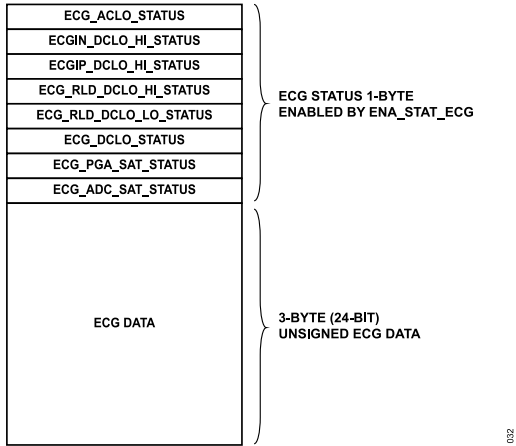 ECG_ACLO_STATUS
ECGIN_DCLO_HI_STATUS
ECGIP_DCLO_HI_STATUS
ECG_RLD_DCLO_HI_STATUS
ECG_RLD_DCLO_LO_STATUS
ECG_DCLO_STATUS
ECG_PGA_SAT_STATUS
ECG_ADC_SAT_STATUS
ECG STATUS 1-BYTE
ENABLED BY ENA_STAT_ECG
ECG DATA
3-BYTE (24-BIT)
UNSIGNED ECG DATA
032